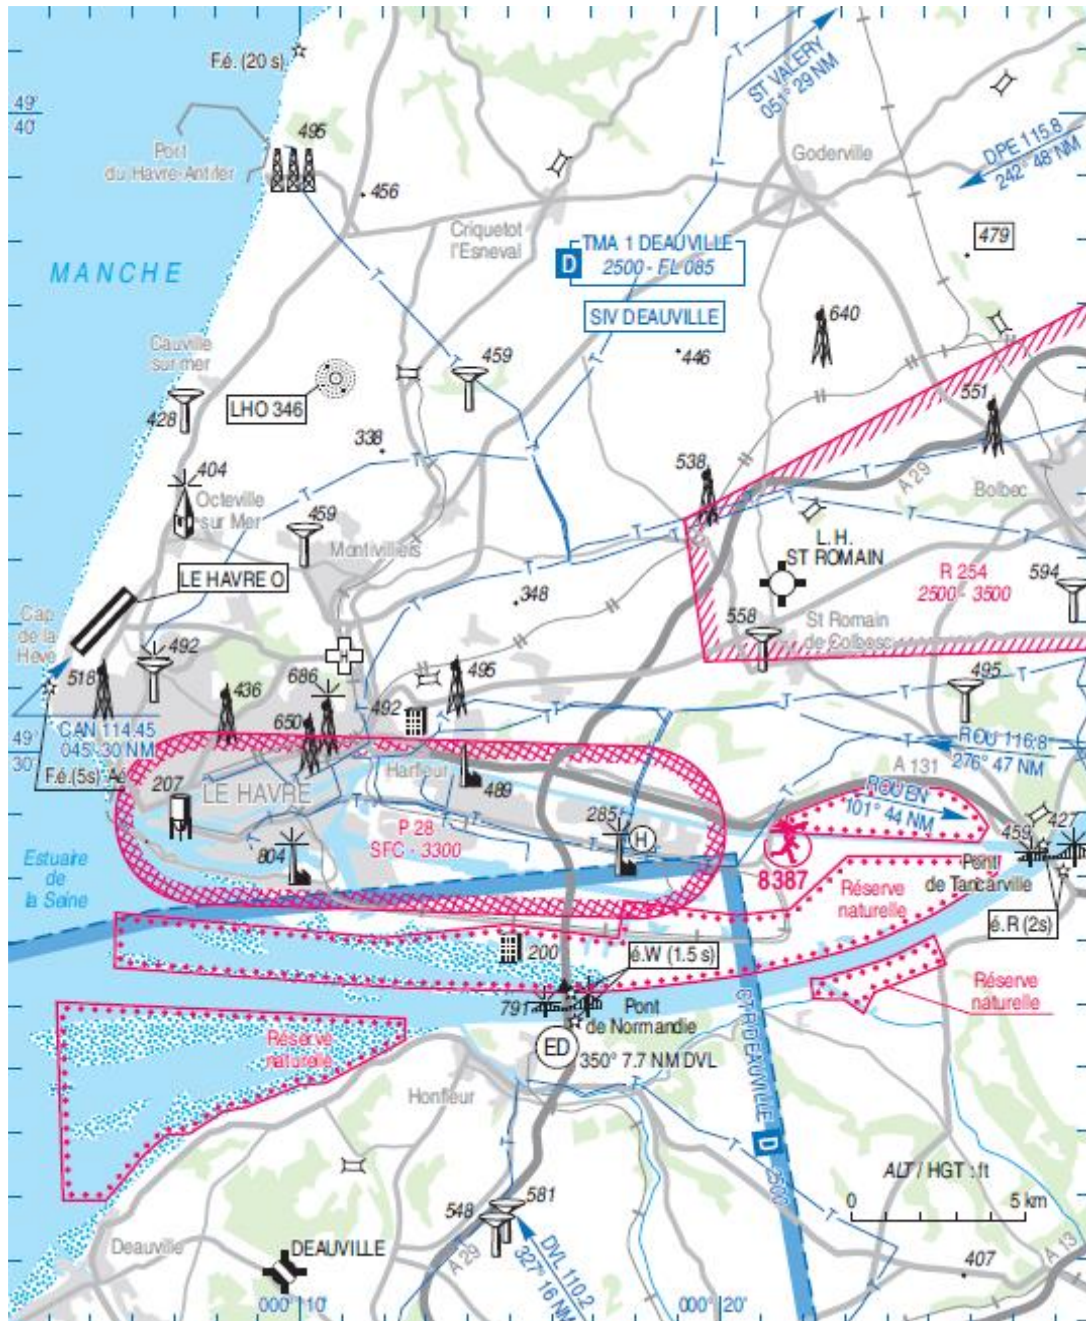 F.é. (20 s)
ST VALERY
051° 29 NM
49°
40'
495
Port
du Havre-Antifer
456
Goderville
DPE 115.8
242° 48 NM
Criquetot
l'Esneval
479
TMA 1 DEAUVILLE
D
2500 - FL 085
MANCHE
SIV DEAUVILLE
640
Cauville
sur mer
446
459
551
LHO 346
428
338
404
538
A 29
Bolbec
Octeville
sur Mer
459
Montivilliers
L.H.
ST ROMAIN
LE HAVRE O
R 254
2500 - 3500
594
348
Cap
de la
Hève
558
St Romain
de Colbosc
492
H
518
686
495
436
495
492
650
CAN 114.45
045° 30 NM
49°
30'
ROU 116.8
276° 47 NM
A 131
F.é.(5s) Aé
Harfleur
207
LE HAVRE
489
ROUEN
101° 44 NM
P 28
SFC - 3300
285
H
427
459
804
Estuaire
de
la Seine
8387
Pont
de Tancarville
Réserve
naturelle
é.R (2s)
200
é.W (1.5 s)
Réserve
naturelle
791
Pont
de Normandie
Réserve
naturelle
ED
350° 7.7 NM DVL
CTR DEAUVILLE
D
2500
Honfleur
ALT / HGT : ft
0
5 km
581
548
Deauville
DEAUVILLE
A 29
DVL 110.2
327° 16 NM
407
A 13
000° 10'
000° 20'